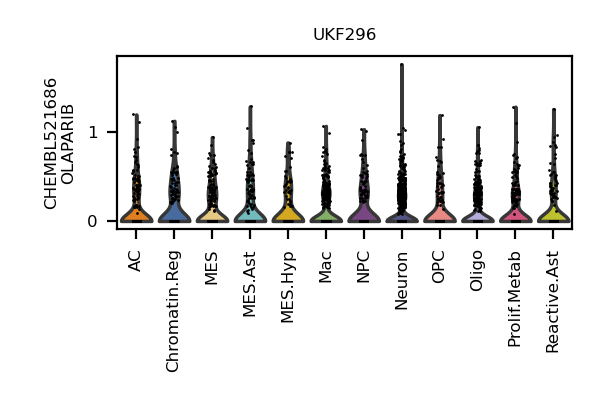 UKF296
CHEMBL521686
OLAPARIB
1
0
AC
Chromatin.Reg
MES
MES.Ast
MES.Hyp
Mac
NPC
Neuron
OPC
Oligo
Prolif.Metab
Reactive.Ast